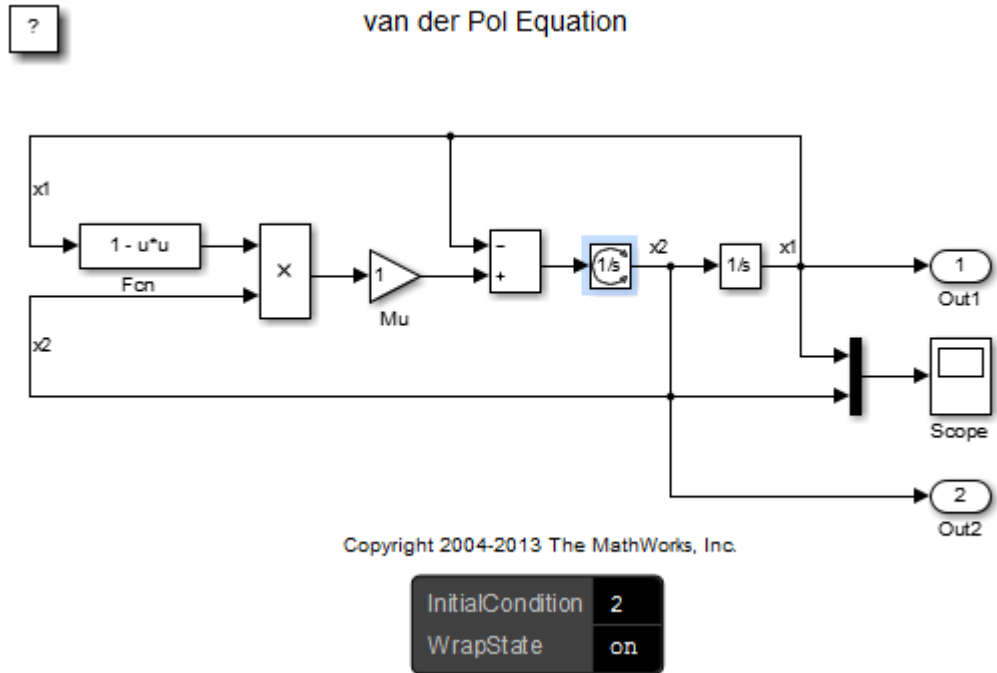 ?
van der Pol Equation
x1
1 - u*u
Fcn
×
1
Mu
−
+
1/s
x2
1/s
x1
1
Out1
x2
Scope
2
Out2
Copyright 2004-2013 The MathWorks, Inc.
InitialCondition 2
WrapState on